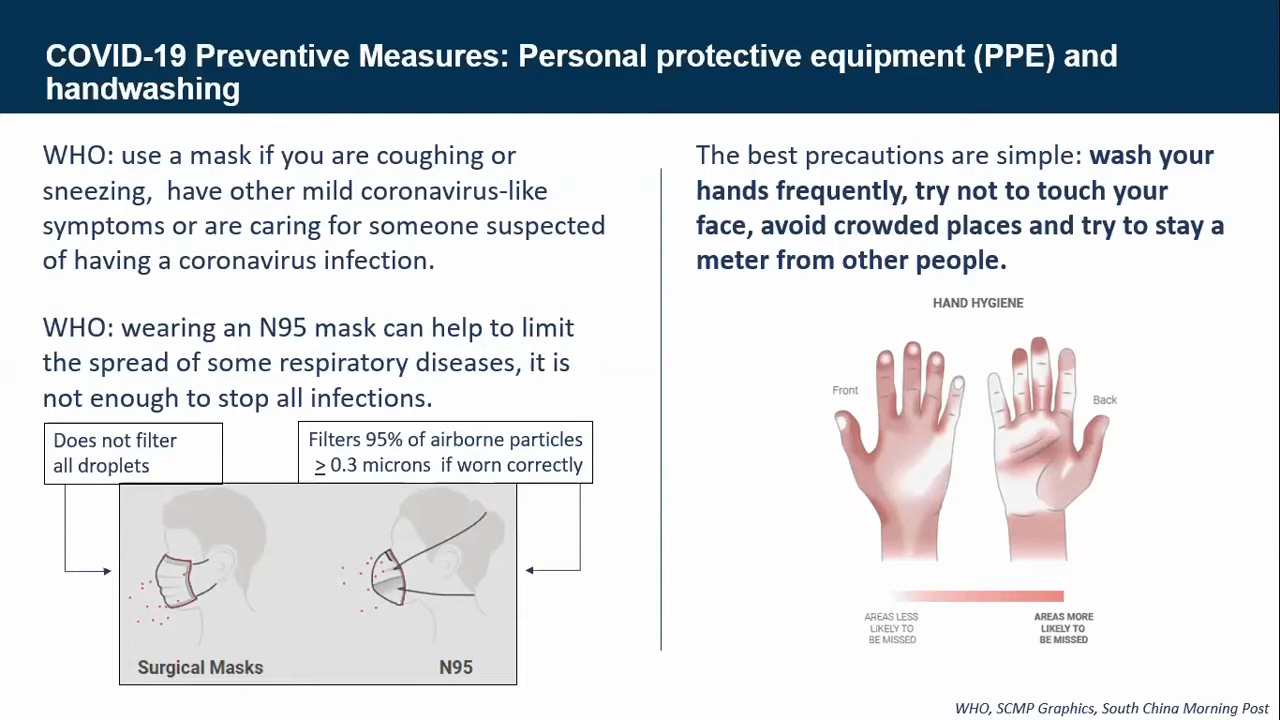 COVID-19 Preventive Measures: Personal protective equipment (PPE) and
handwashing
WHO: use a mask if you are coughing or
sneezing,  have other mild coronavirus-like
symptoms or are caring for someone suspected
of having a coronavirus infection.
WHO: wearing an N95 mask can help to limit
the spread of some respiratory diseases, it is
not enough to stop all infections.
Does not filter
all droplets
Filters 95% of airborne particles
≥ 0.3 microns  if worn correctly
Surgical Masks
N95
The best precautions are simple: wash your
hands frequently, try not to touch your
face, avoid crowded places and try to stay a
meter from other people.
HAND HYGIENE
Front
Back
AREAS LESS
LIKELY TO
BE MISSED
AREAS MORE
LIKELY TO
BE MISSED
WHO, SCMP Graphics, South China Morning Post